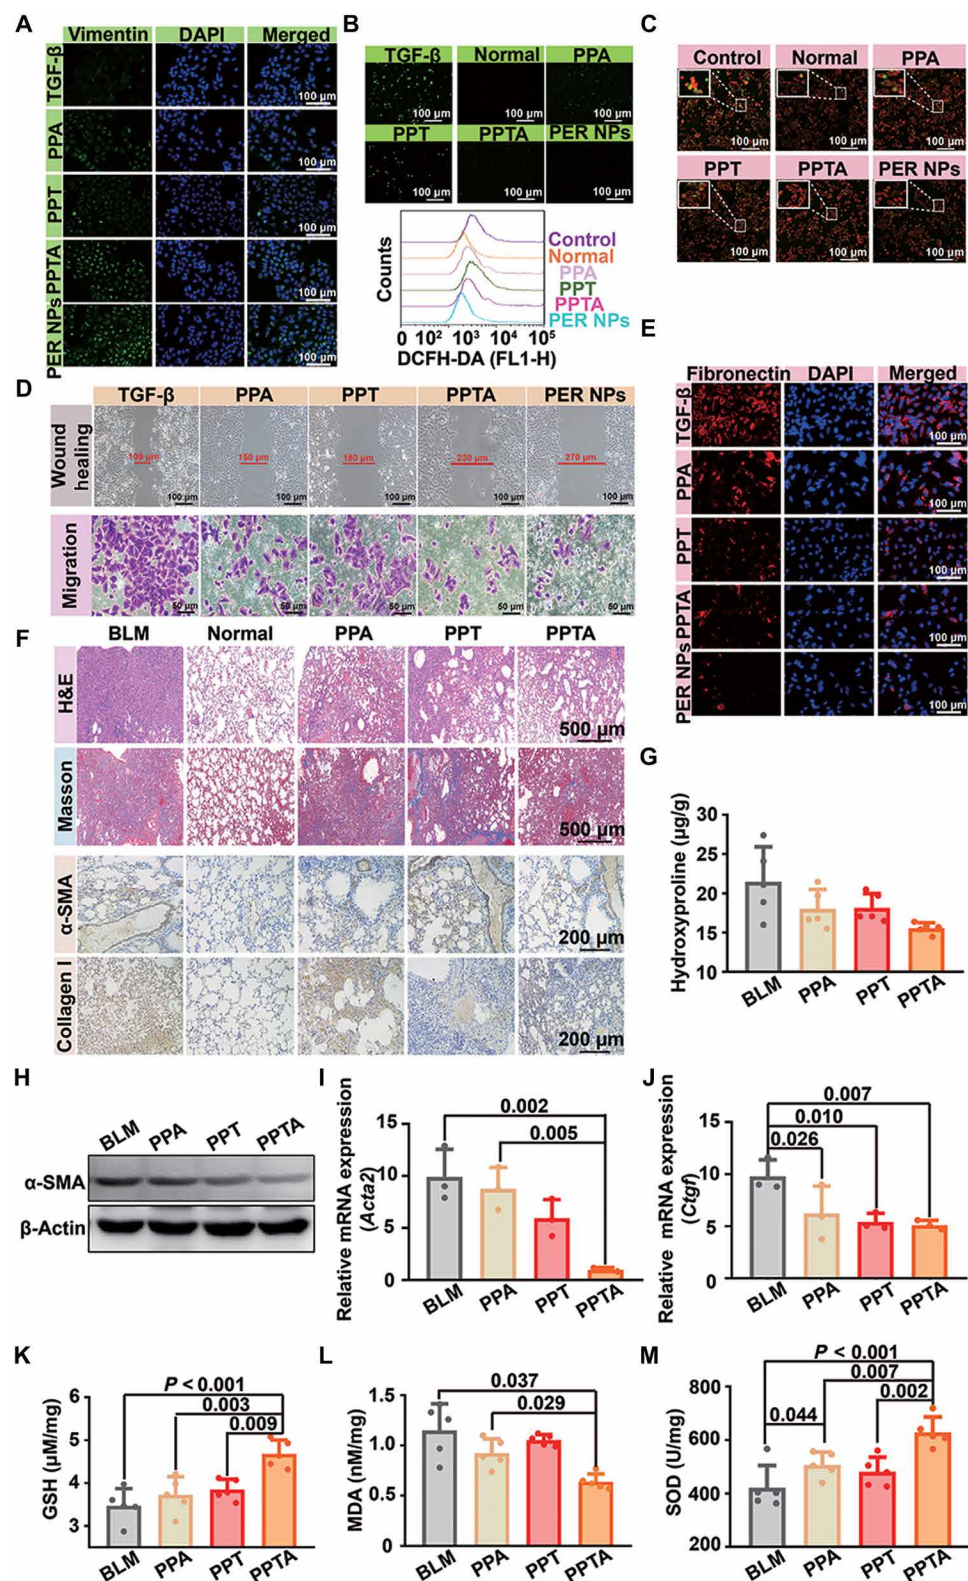 A
Vimentin DAPI Merged
TGF-β
100 μm
PPA
100 μm
PPT
100 μm
PPTA
100 μm
PER NPs
100 μm
B
TGF-β Normal PPA
100 μm 100 μm 100 μm
PPT PPTA PER NPs
100 μm 100 μm 100 μm
Counts
Control
Normal
PPA
PPT
PPTA
PER NPs
0 10² 10³ 10⁴ 10⁵
DCFH-DA (FL1-H)
C
Control Normal PPA
100 μm 100 μm 100 μm
PPT PPTA PER NPs
100 μm 100 μm 100 μm
D
TGF-β PPA PPT PPTA PER NPs
Wound healing
100 μm 150 μm 180 μm 230 μm 270 μm
100 μm 100 μm 100 μm 100 μm 100 μm
Migration
50 μm 50 μm 50 μm 50 μm 50 μm
E
Fibronectin DAPI Merged
TGF-β
100 μm
PPA
100 μm
PPT
100 μm
PPTA
100 μm
PER NPs
100 μm
F
BLM Normal PPA PPT PPTA
H&E
500 μm
Masson
500 μm
α-SMA
200 μm
Collagen I
200 μm
G
Hydroxyproline (μg/g)
30
25
20
15
10
BLM PPA PPT PPTA
H
BLM PPA PPT PPTA
α-SMA
β-Actin
I
Relative mRNA expression
(Acta2)
15
10
5
0
0.002
0.005
BLM PPA PPT PPTA
J
Relative mRNA expression
(Ctgf)
15
10
5
0
0.007
0.010
0.026
BLM PPA PPT PPTA
K
GSH (μM/mg)
6
5
4
3
P < 0.001
0.003
0.009
BLM PPA PPT PPTA
L
MDA (nM/mg)
1.5
1.0
0.5
0
0.037
0.029
BLM PPA PPT PPTA
M
SOD (U/mg)
800
600
400
200
P < 0.001
0.007
0.002
0.044
BLM PPA PPT PPTA